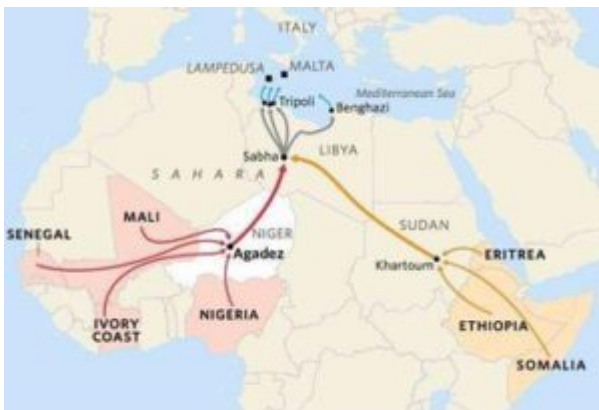 ITALY
LAMPEDUSA
MALTA
Mediterranean Sea
Tripoli
Benghazi
Sabha
LIBYA
SAHARA
MALI
SENEGAL
NIGER
Agadez
SUDAN
Khartoum
ERITREA
IVORY
COAST
NIGERIA
ETHIOPIA
SOMALIA